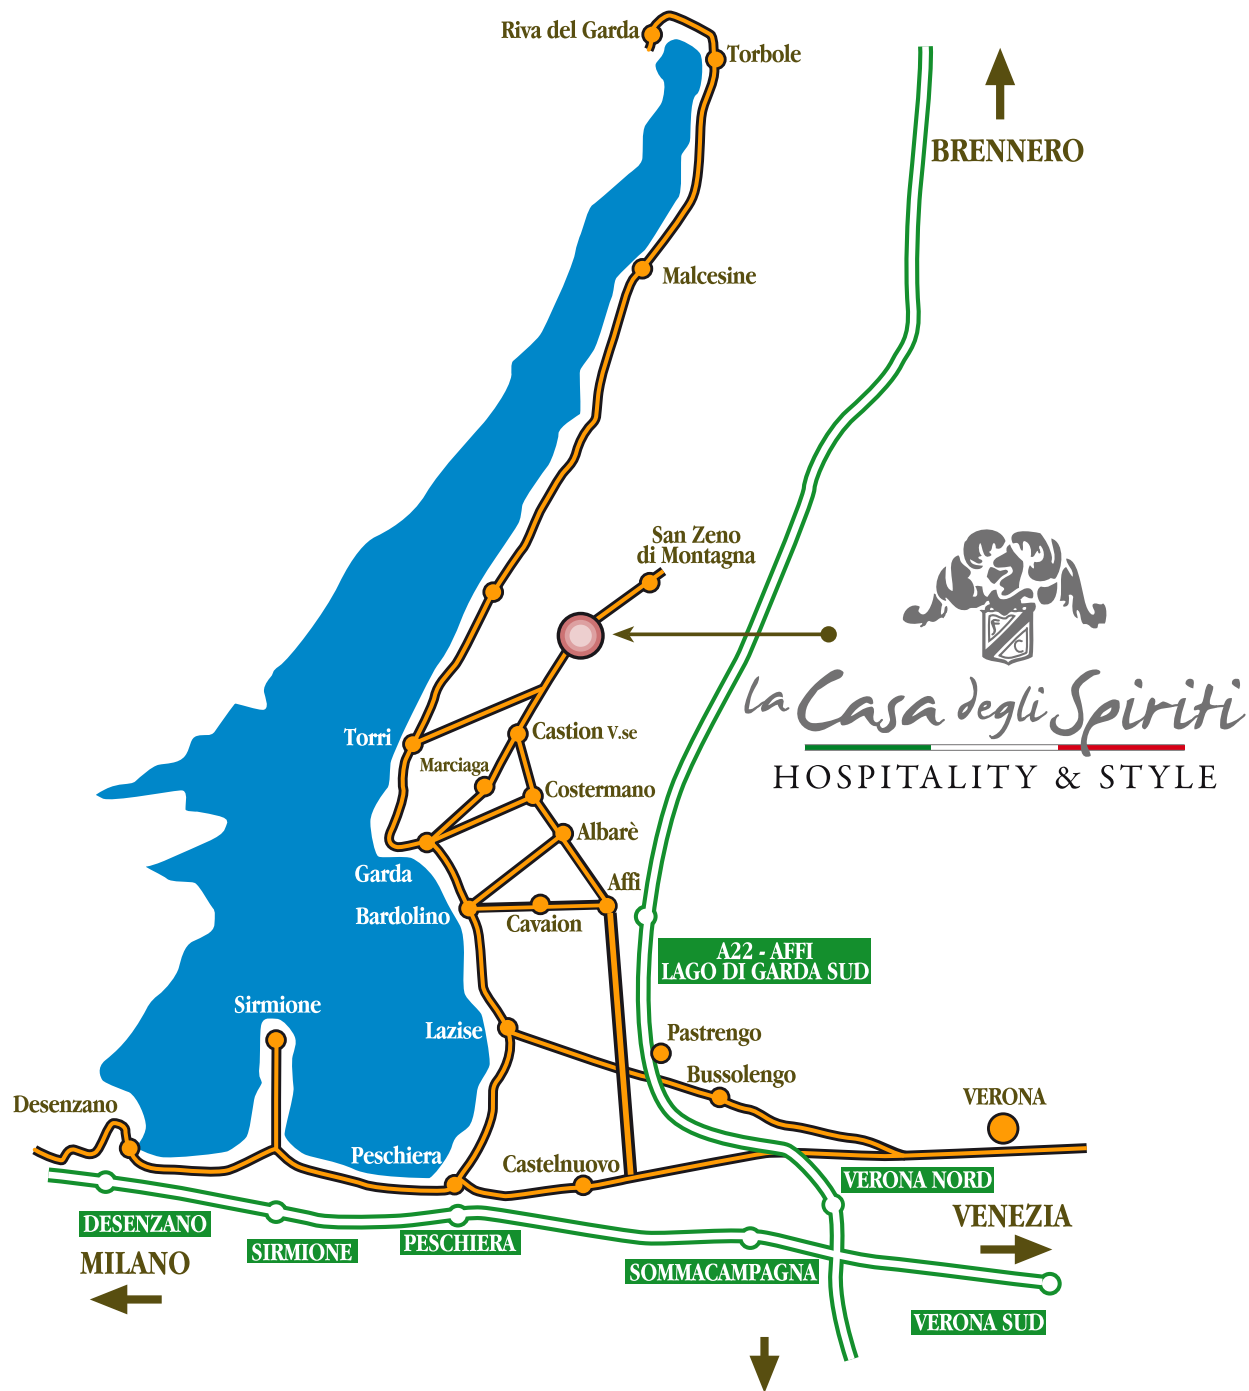 Riva del Garda
Torbole
BRENNERO
Malcesine
San Zeno
di Montagna
F
C
la Casa degli Spiriti
HOSPITALITY & STYLE
Torri
Castion V.se
Marciaga
Costermano
Albarè
Garda
Affi
Bardolino
Cavaion
A22 - AFFI
LAGO DI GARDA SUD
Sirmione
Lazise
Pastrengo
Bussolengo
Desenzano
VERONA
Peschiera
Castelnuovo
VERONA NORD
DESENZANO
VENEZIA
PESCHIERA
SIRMIONE
MILANO
SOMMACAMPAGNA
VERONA SUD